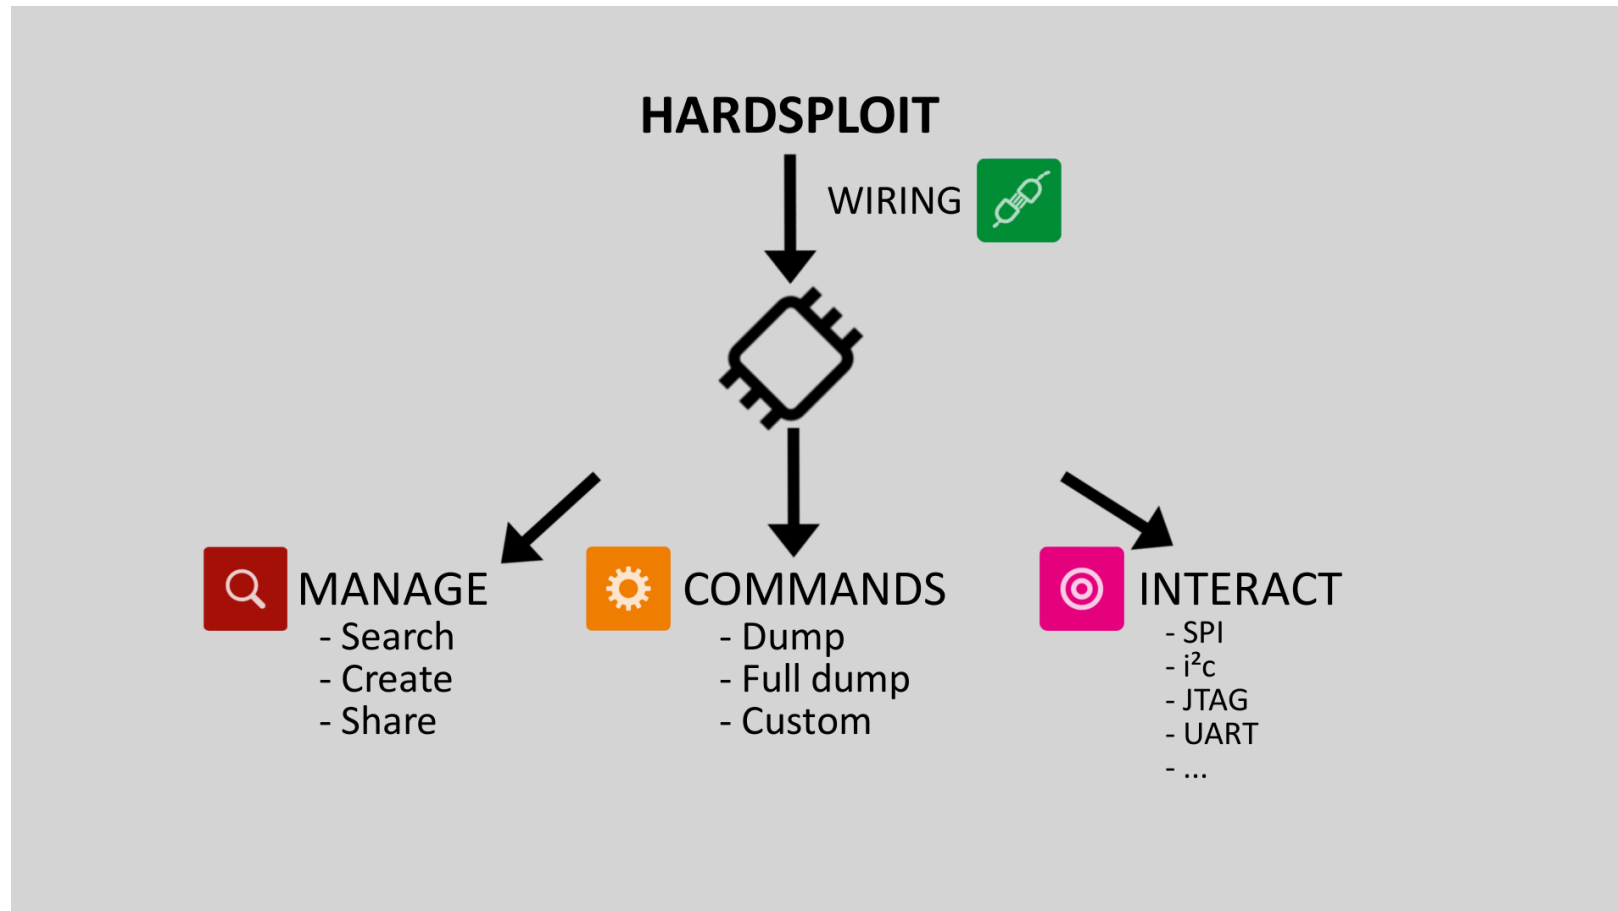 HARDSPLOIT
WIRING
MANAGE
- Search
- Create
- Share
COMMANDS
- Dump
- Full dump
- Custom
INTERACT
- SPI
- i²c
- JTAG
- UART
- ...